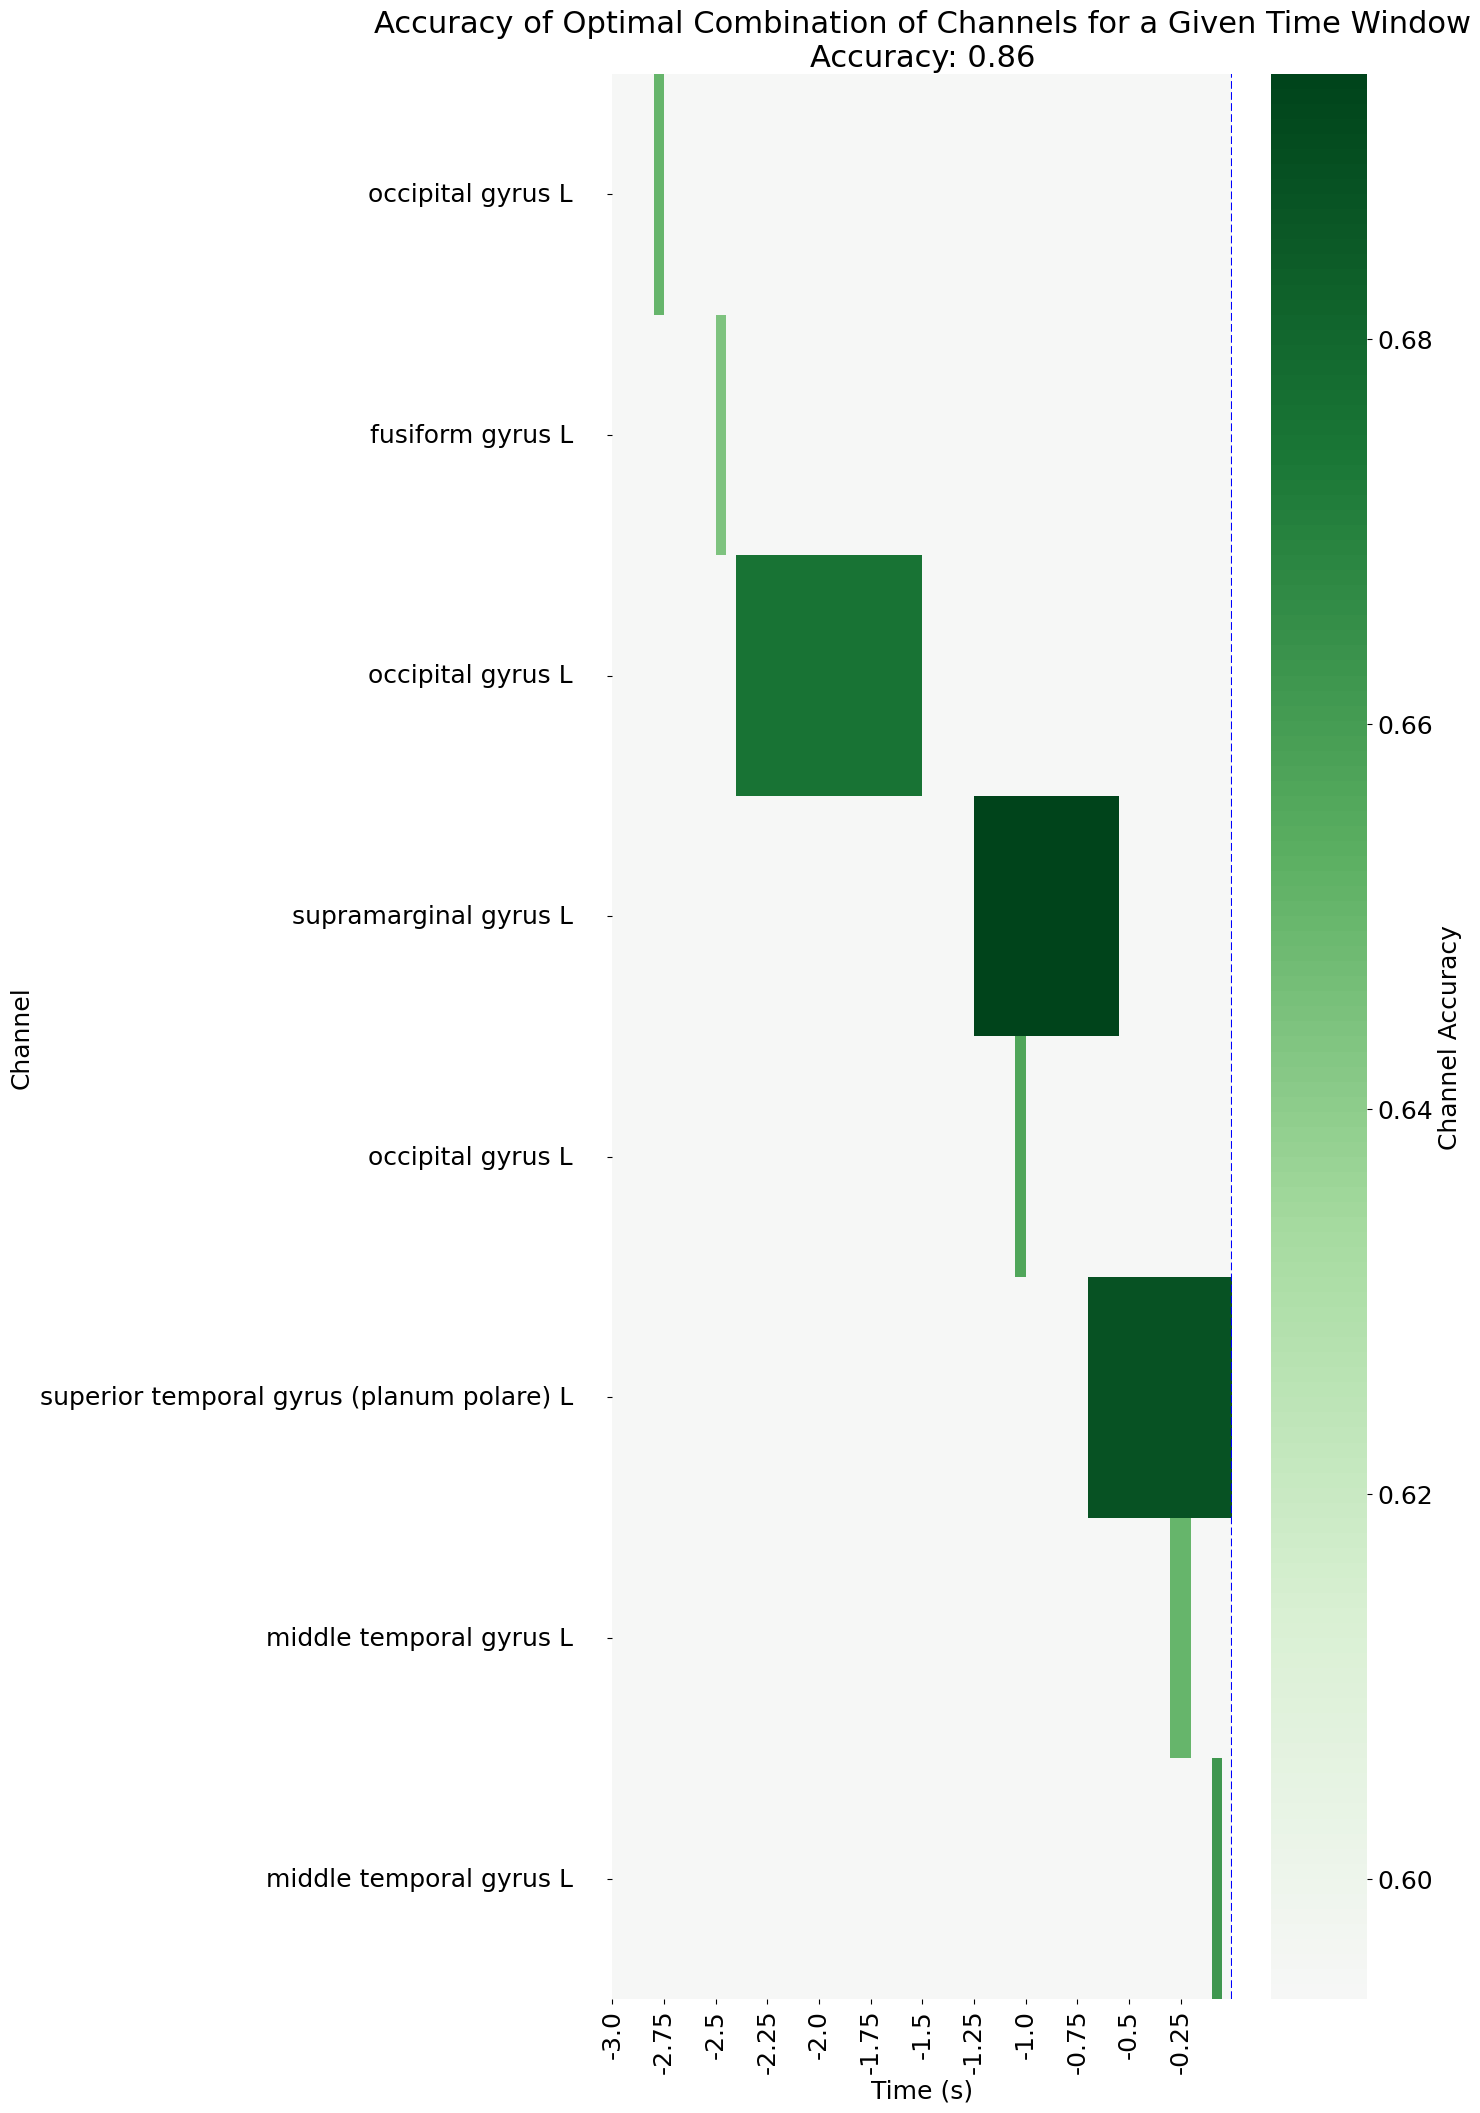 Accuracy of Optimal Combination of Channels for a Given Time Window
Accuracy: 0.86
Channel
occipital gyrus L
fusiform gyrus L
occipital gyrus L
supramarginal gyrus L
occipital gyrus L
superior temporal gyrus (planum polare) L
middle temporal gyrus L
middle temporal gyrus L
-3.0
-2.75
-2.5
-2.25
-2.0
-1.75
-1.5
-1.25
-1.0
-0.75
-0.5
-0.25
Time (s)
0.68
0.66
0.64
0.62
0.60
Channel Accuracy